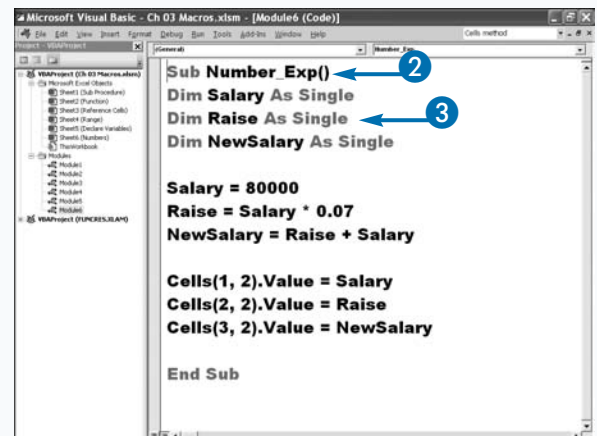 Microsoft Visual Basic - Ch 03 Macros.xlsm - [Module6 (Code)]
File Edit View Insert Format Debug Run Tools Add-Ins Window Help
Cells method
Project - VBAProject
(General)
Number_Exp
VBAProject (Ch 03 Macros.xlsm)
Microsoft Excel Objects
Sheet1 (Sub Procedure)
Sheet2 (Function)
Sheet3 (Reference Cells)
Sheet4 (Range)
Sheet5 (Declare Variables)
Sheet6 (Numbers)
ThisWorkbook
Modules
Module1
Module2
Module3
Module4
Module5
Module6
VBAProject (FUNCRES.XLAM)
Sub Number_Exp()
2
Dim Salary As Single
Dim Raise As Single
3
Dim NewSalary As Single
Salary = 80000
Raise = Salary * 0.07
NewSalary = Raise + Salary
Cells(1, 2).Value = Salary
Cells(2, 2).Value = Raise
Cells(3, 2).Value = NewSalary
End Sub